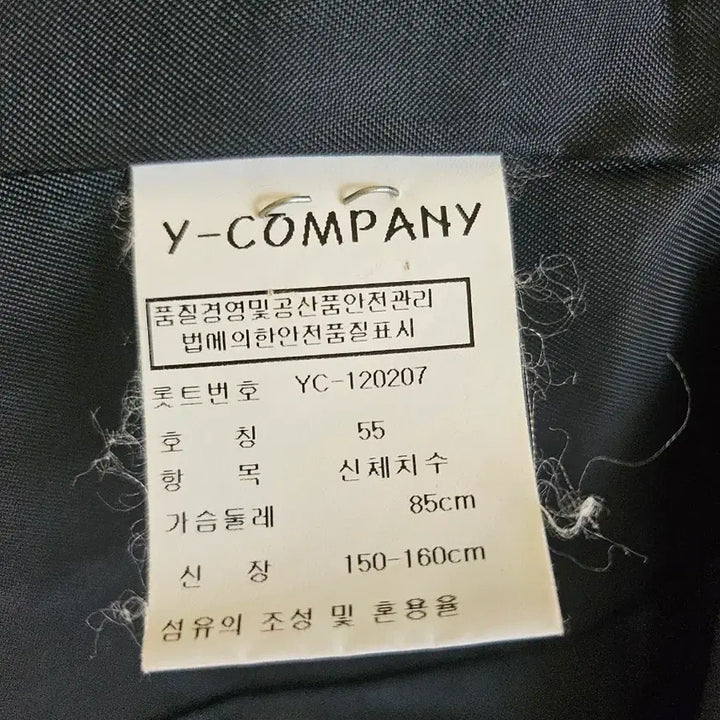 Y-COMPANY
품질경영및공산품안전관리
법에의한안전품질표시
롯트번호 YC-120207
호 칭 55
항 목 신체치수
가슴둘레 85cm
신 장 150-160cm
섬유의 조성 및 혼용율